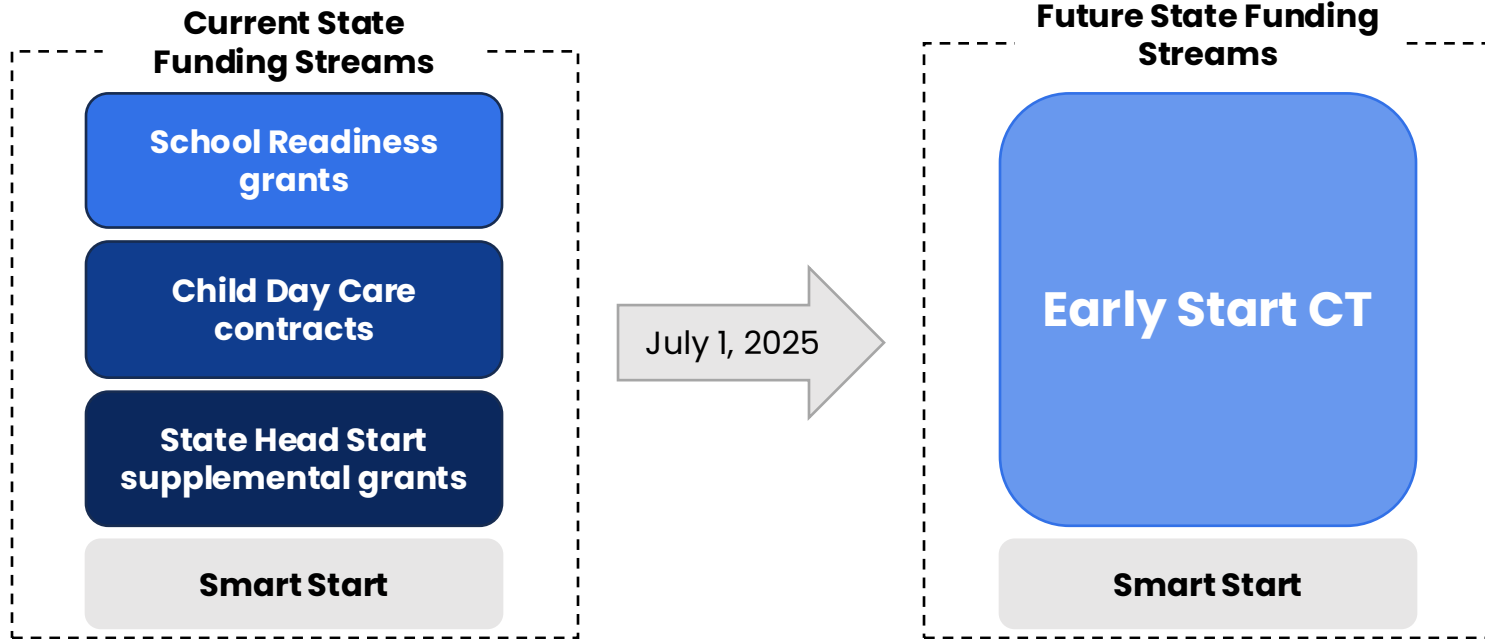 Current State
Funding Streams
School Readiness
grants
Child Day Care
contracts
State Head Start
supplemental grants
Smart Start
July 1, 2025
Future State Funding
Streams
Early Start CT
Smart Start